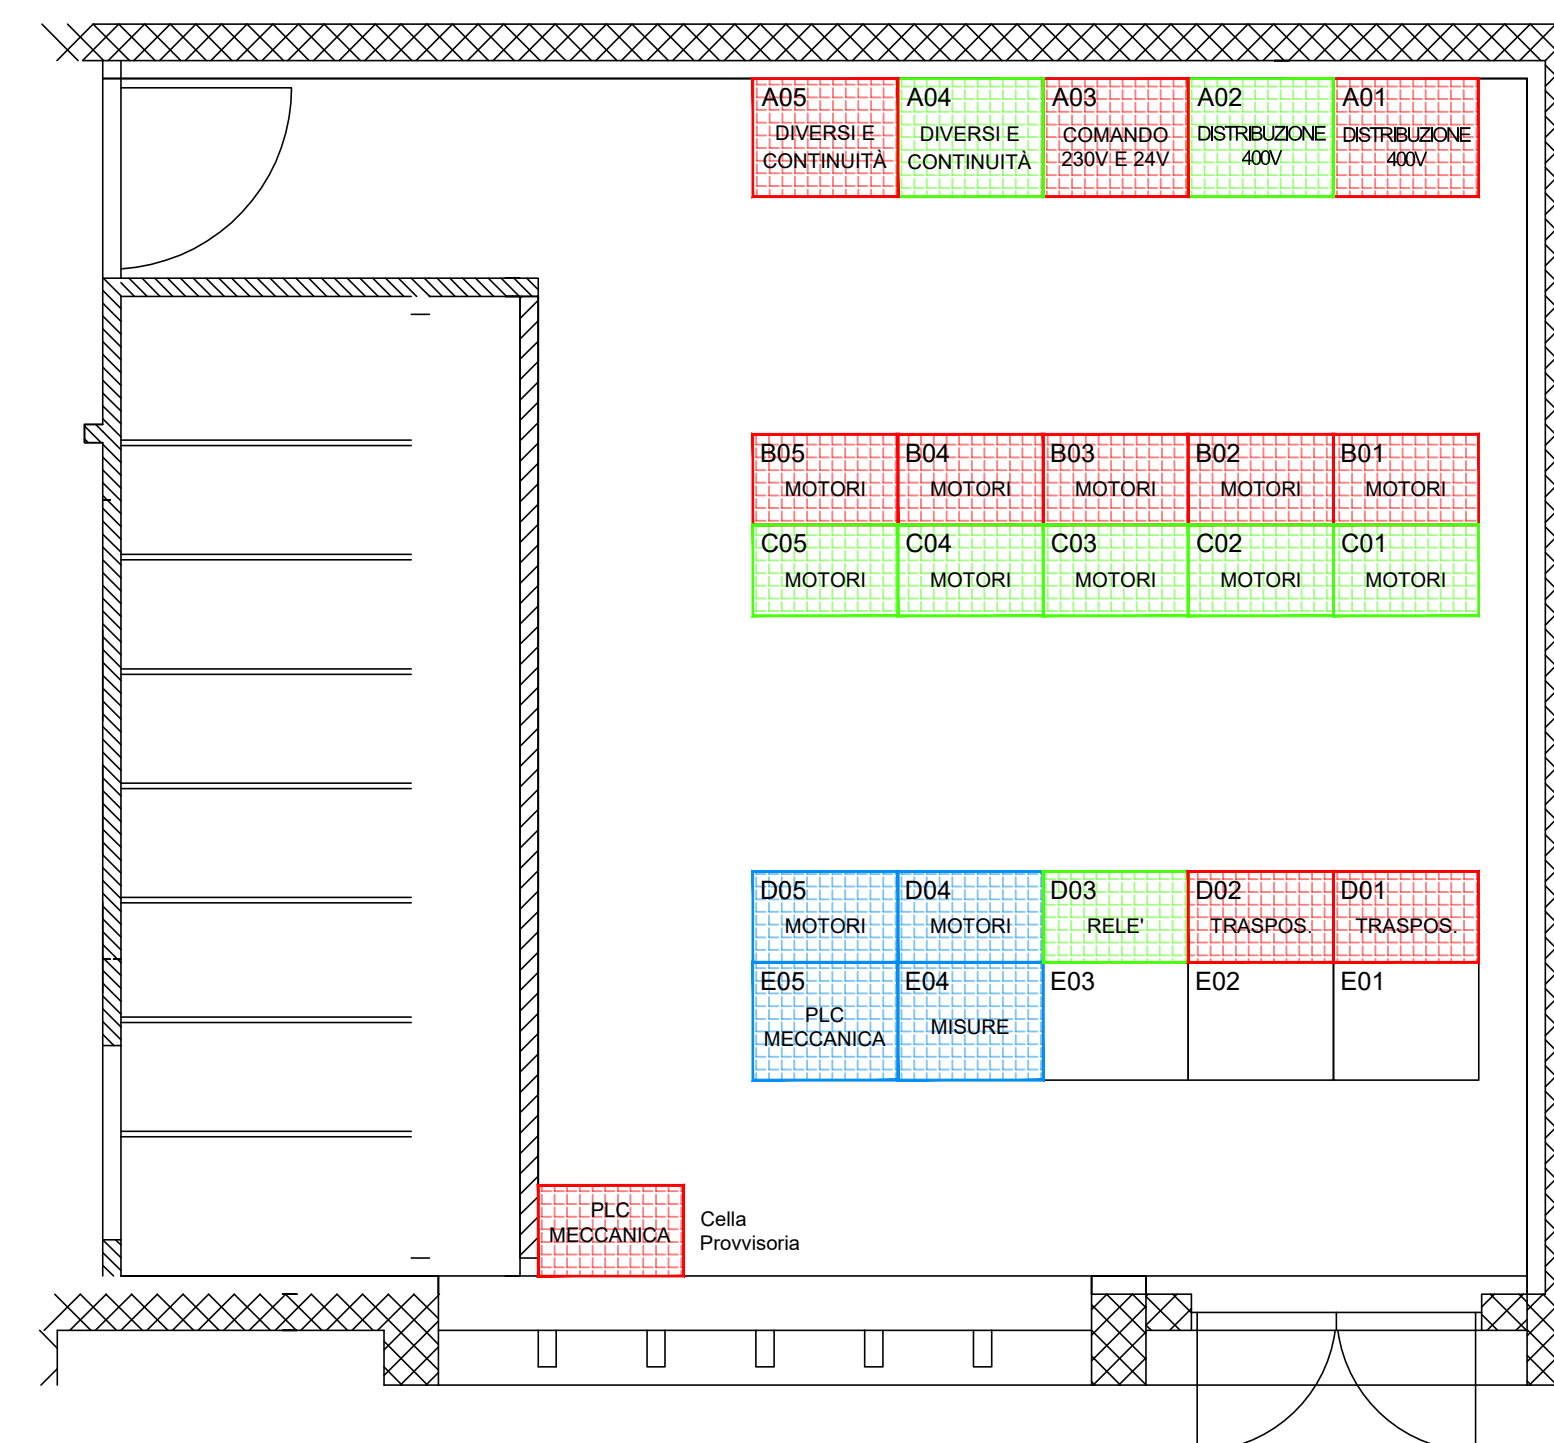 A05
DIVERSI E
CONTINUITÀ
A04
DIVERSI E
CONTINUITÀ
A03
COMANDO
230V E 24V
A02
DISTRIBUZIONE
400V
A01
DISTRIBUZIONE
400V
B05
MOTORI
B04
MOTORI
B03
MOTORI
B02
MOTORI
B01
MOTORI
C05
MOTORI
C04
MOTORI
C03
MOTORI
C02
MOTORI
C01
MOTORI
D05
MOTORI
D04
MOTORI
D03
RELE'
D02
TRASPOS.
D01
TRASPOS.
E05
PLC
MECCANICA
E04
MISURE
E03
E02
E01
PLC
MECCANICA
Cella
Provvisoria